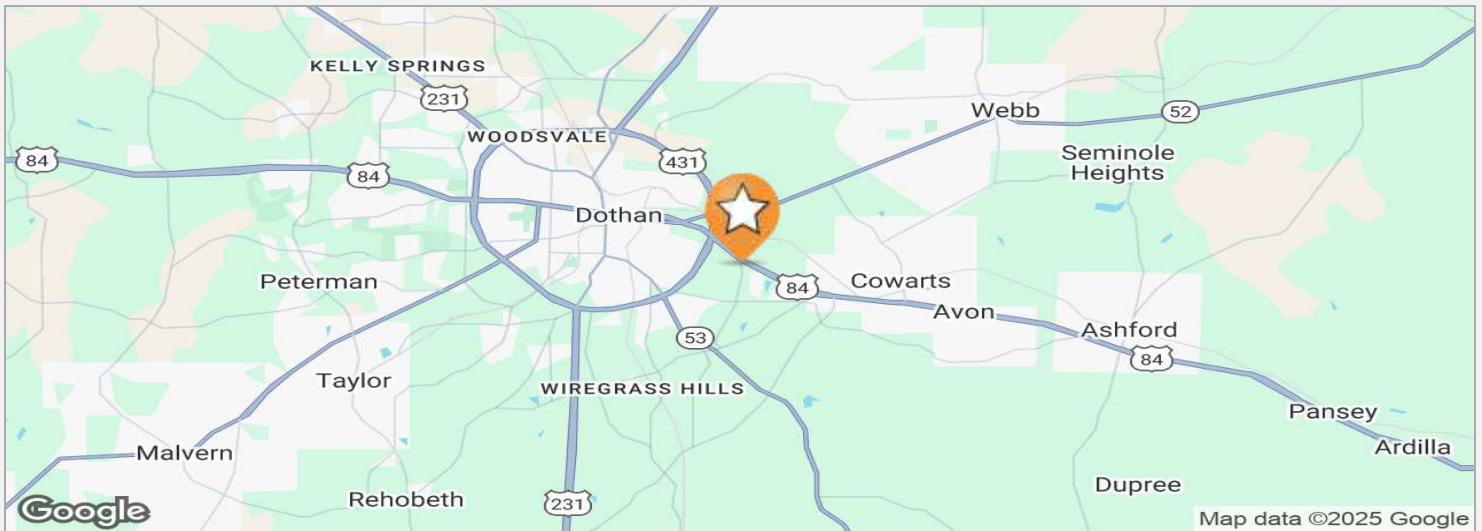 KELLY SPRINGS
231
Webb
52
WOODSVALE
84
431
Seminole
Heights
84
Dothan
Peterman
84
Cowarts
Avon
Ashford
53
84
Taylor
WIREGRASS HILLS
Pansey
Malvern
Ardilla
Rehobeth
231
Dupree
Google
Map data ©2025 Google